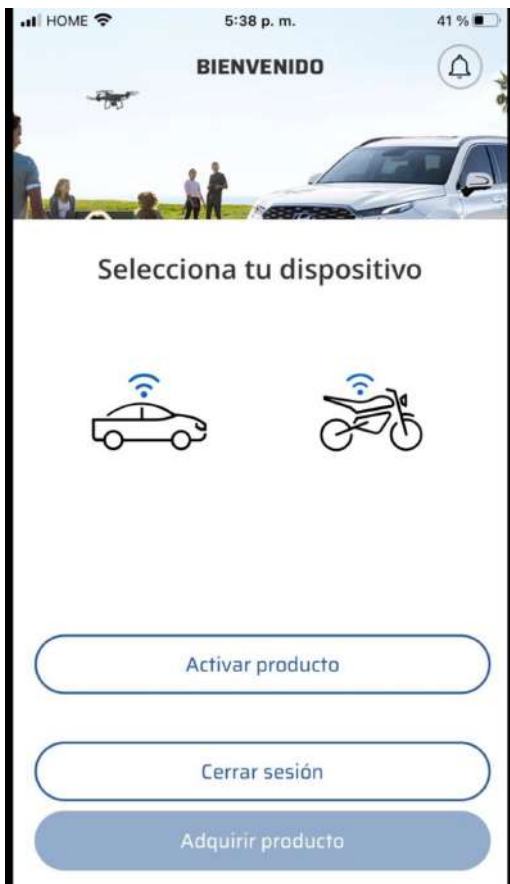 HOME 5:38 p. m. 41 %
BIENVENIDO
Selecciona tu dispositivo
Activar producto
Cerrar sesión
Adquirir producto